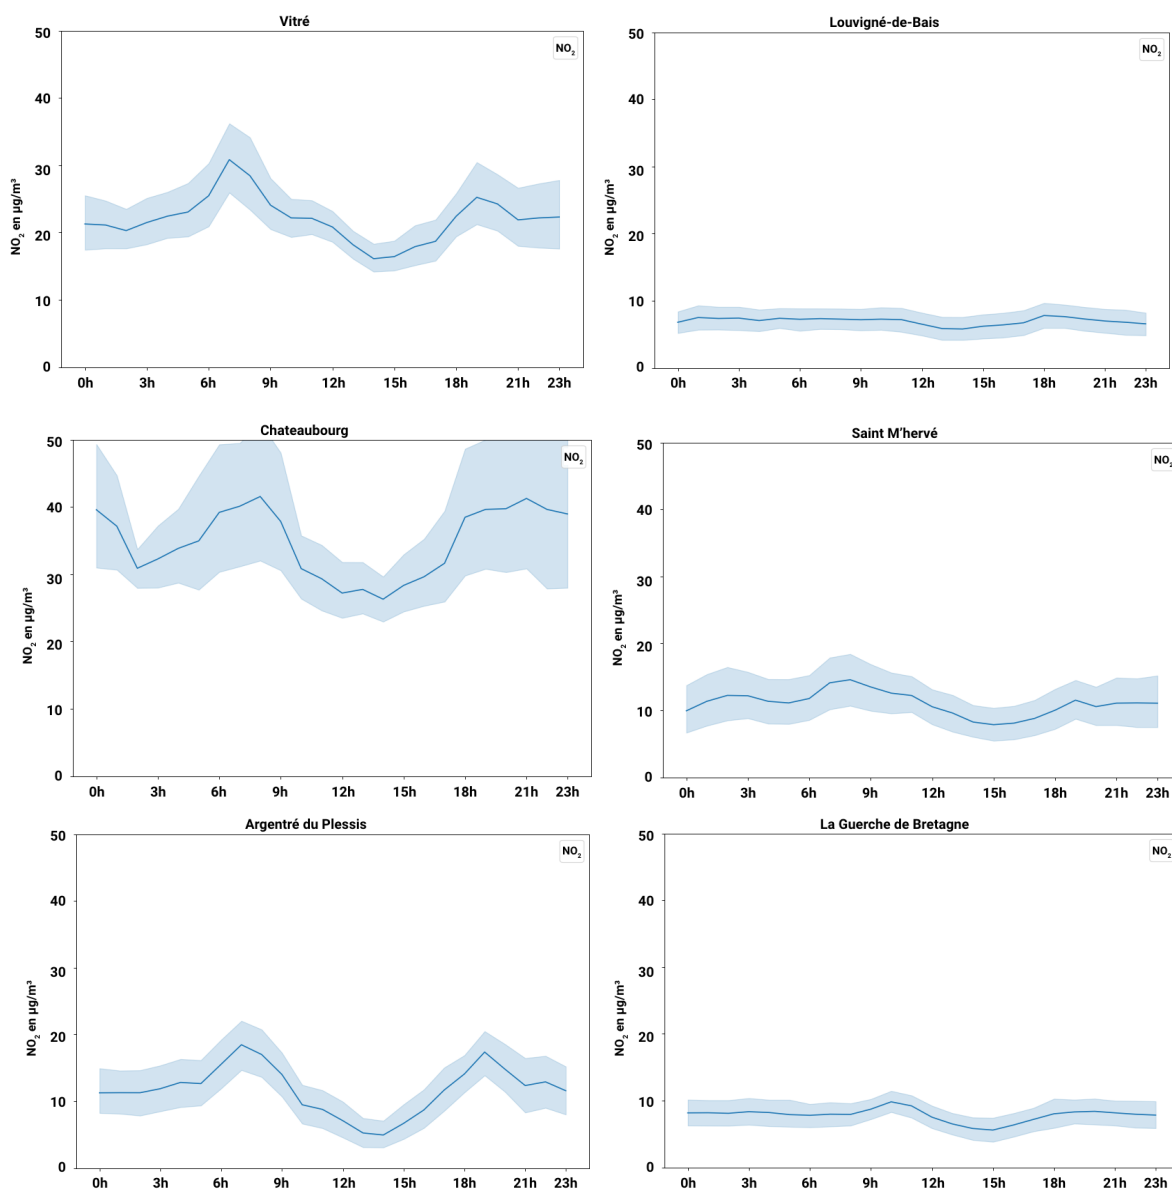 Vitré
NO₂
NO₂ en µg/m³
50
40
30
20
10
0
0h 3h 6h 9h 12h 15h 18h 21h 23h
Louvigné-de-Bais
NO₂
NO₂ en µg/m³
50
40
30
20
10
0
0h 3h 6h 9h 12h 15h 18h 21h 23h
Chateaubourg
NO₂
NO₂ en µg/m³
50
40
30
20
10
0
0h 3h 6h 9h 12h 15h 18h 21h 23h
Saint M’hervé
NO₂
NO₂ en µg/m³
50
40
30
20
10
0
0h 3h 6h 9h 12h 15h 18h 21h 23h
Argentré du Plessis
NO₂
NO₂ en µg/m³
50
40
30
20
10
0
0h 3h 6h 9h 12h 15h 18h 21h 23h
La Guerche de Bretagne
NO₂
NO₂ en µg/m³
50
40
30
20
10
0
0h 3h 6h 9h 12h 15h 18h 21h 23h